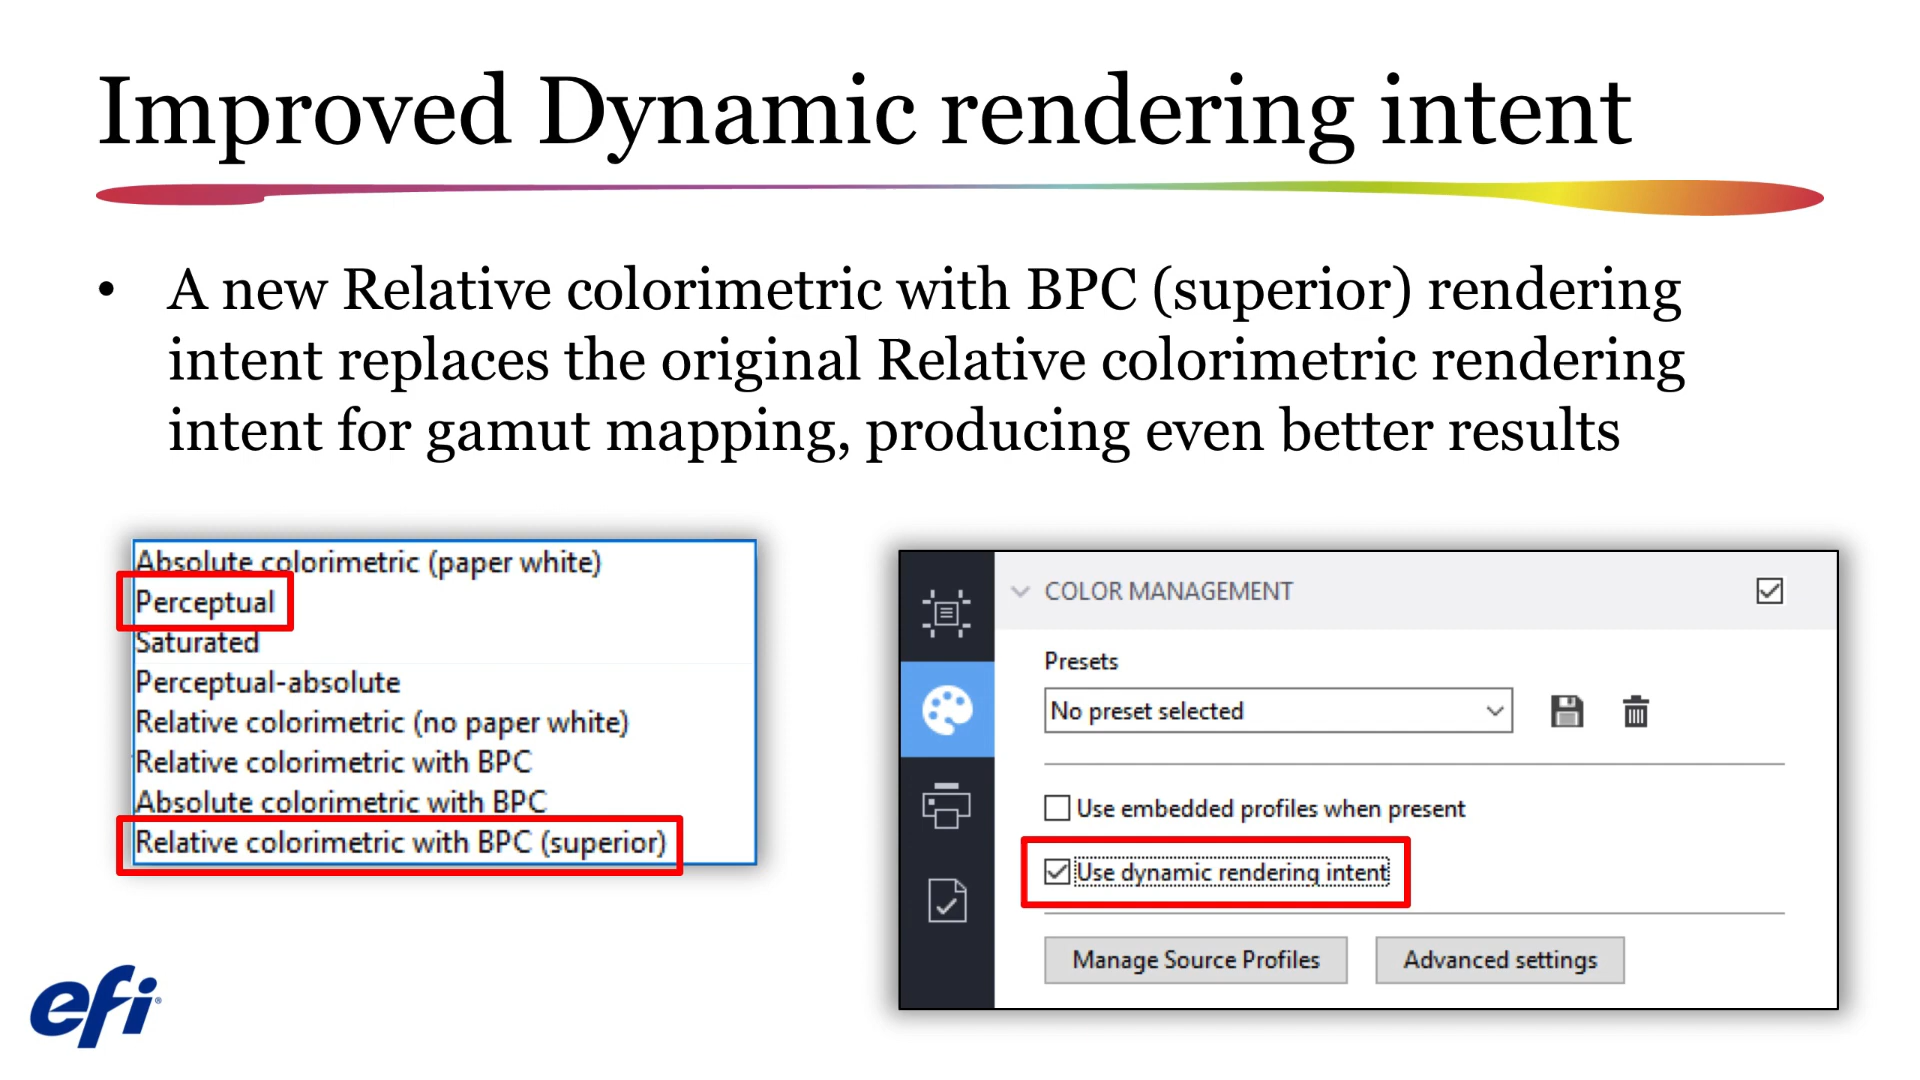 Improved Dynamic rendering intent
• A new Relative colorimetric with BPC (superior) rendering
intent replaces the original Relative colorimetric rendering
intent for gamut mapping, producing even better results
Absolute colorimetric (paper white)
Perceptual
Saturated
Perceptual-absolute
Relative colorimetric (no paper white)
Relative colorimetric with BPC
Absolute colorimetric with BPC
Relative colorimetric with BPC (superior)
COLOR MANAGEMENT
Presets
No preset selected
Use embedded profiles when present
Use dynamic rendering intent
Manage Source Profiles
Advanced settings
efi®